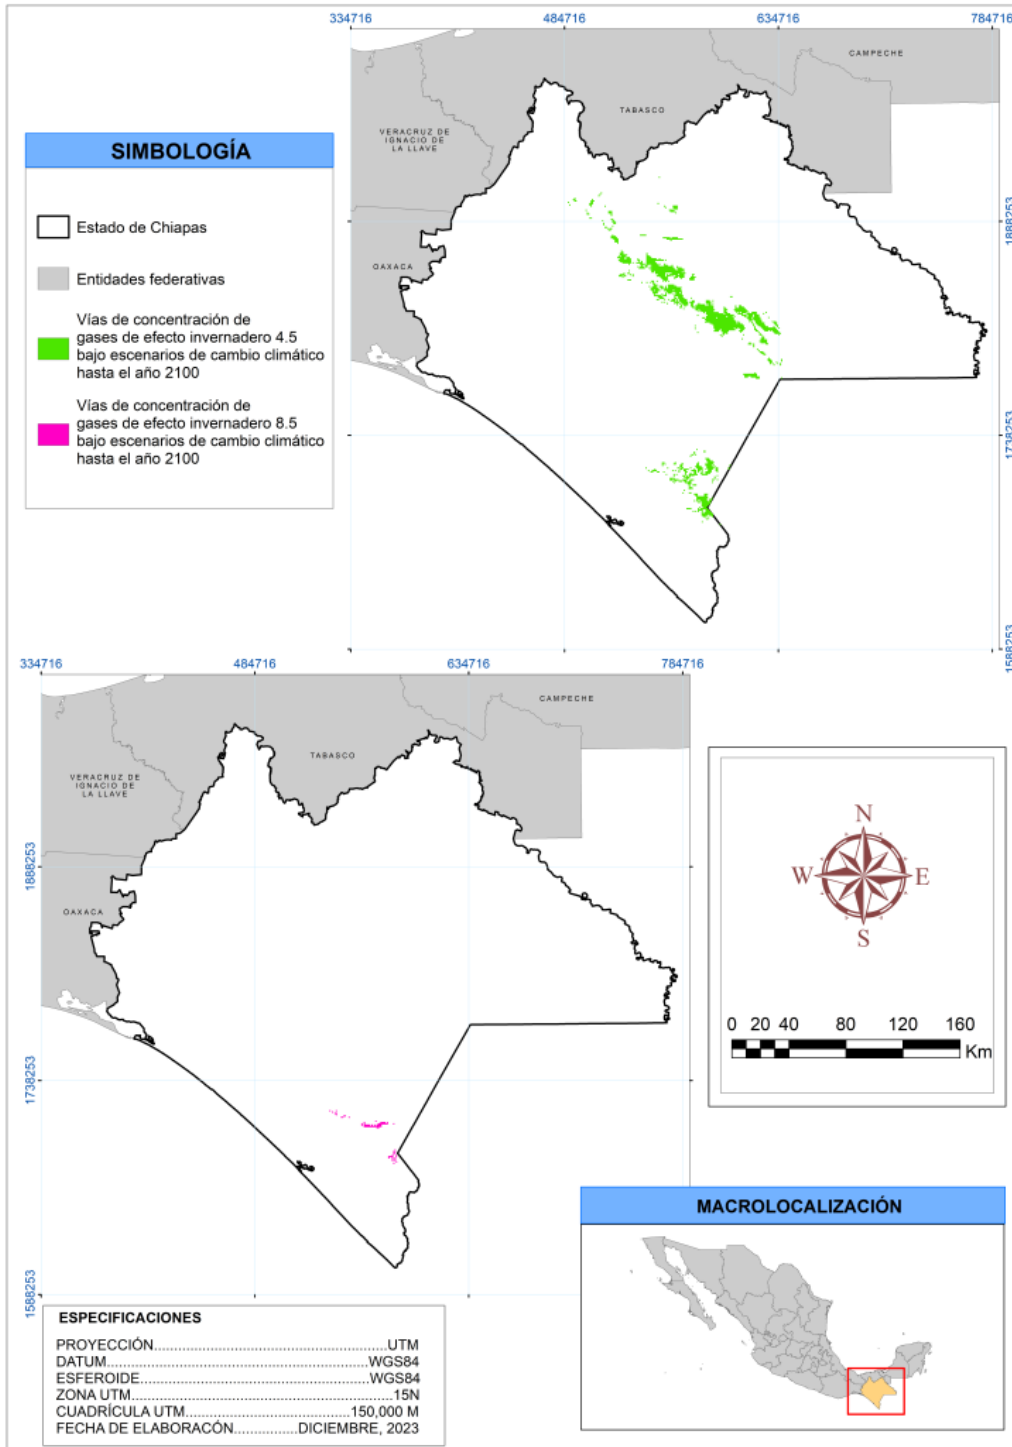 334716
484716
634716
784716
CAMPECHE
TABASCO
VERACRUZ DE
IGNACIO DE
LA LLAVE
OAXACA
1888253
1738253
1588253
SIMBOLOGÍA
Estado de Chiapas
Entidades federativas
Vías de concentración de
gases de efecto invernadero 4.5
bajo escenarios de cambio climático
hasta el año 2100
Vías de concentración de
gases de efecto invernadero 8.5
bajo escenarios de cambio climático
hasta el año 2100
334716
484716
634716
784716
CAMPECHE
TABASCO
VERACRUZ DE
IGNACIO DE
LA LLAVE
OAXACA
1888253
1738253
1588253
N
W
E
S
0 20 40 80 120 160
Km
MACROLOCALIZACIÓN
ESPECIFICACIONES
PROYECCIÓN.............................UTM
DATUM................................WGS84
ESFEROIDE............................WGS84
ZONA UTM................................15N
CUADRÍCULA UTM...................150,000 M
FECHA DE ELABORACÓN...........DICIEMBRE, 2023